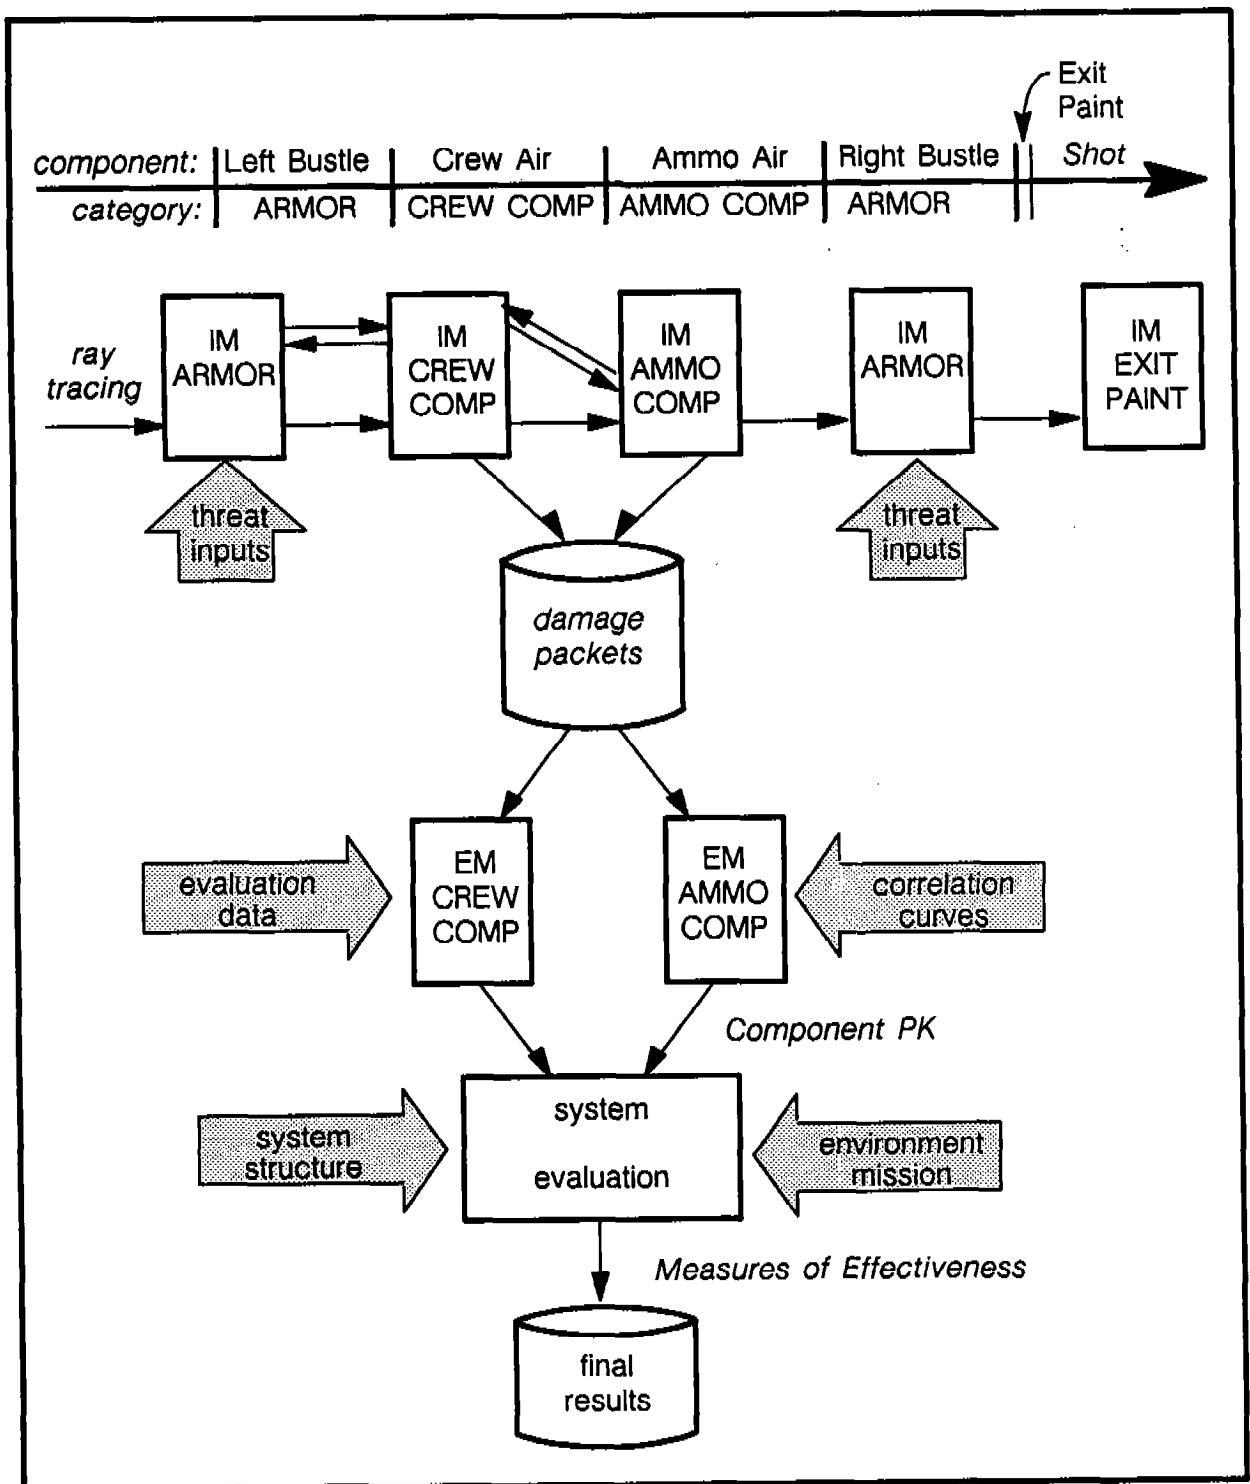 Exit
Paint
component: Left Bustle Crew Air Ammo Air Right Bustle Shot
category: ARMOR CREW COMP AMMO COMP ARMOR
ray
tracing
IM
ARMOR
IM
CREW
COMP
IM
AMMO
COMP
IM
ARMOR
IM
EXIT
PAINT
threat
inputs
threat
inputs
damage
packets
evaluation
data
EM
CREW
COMP
EM
AMMO
COMP
correlation
curves
Component PK
system
structure
system
evaluation
environment
mission
Measures of Effectiveness
final
results